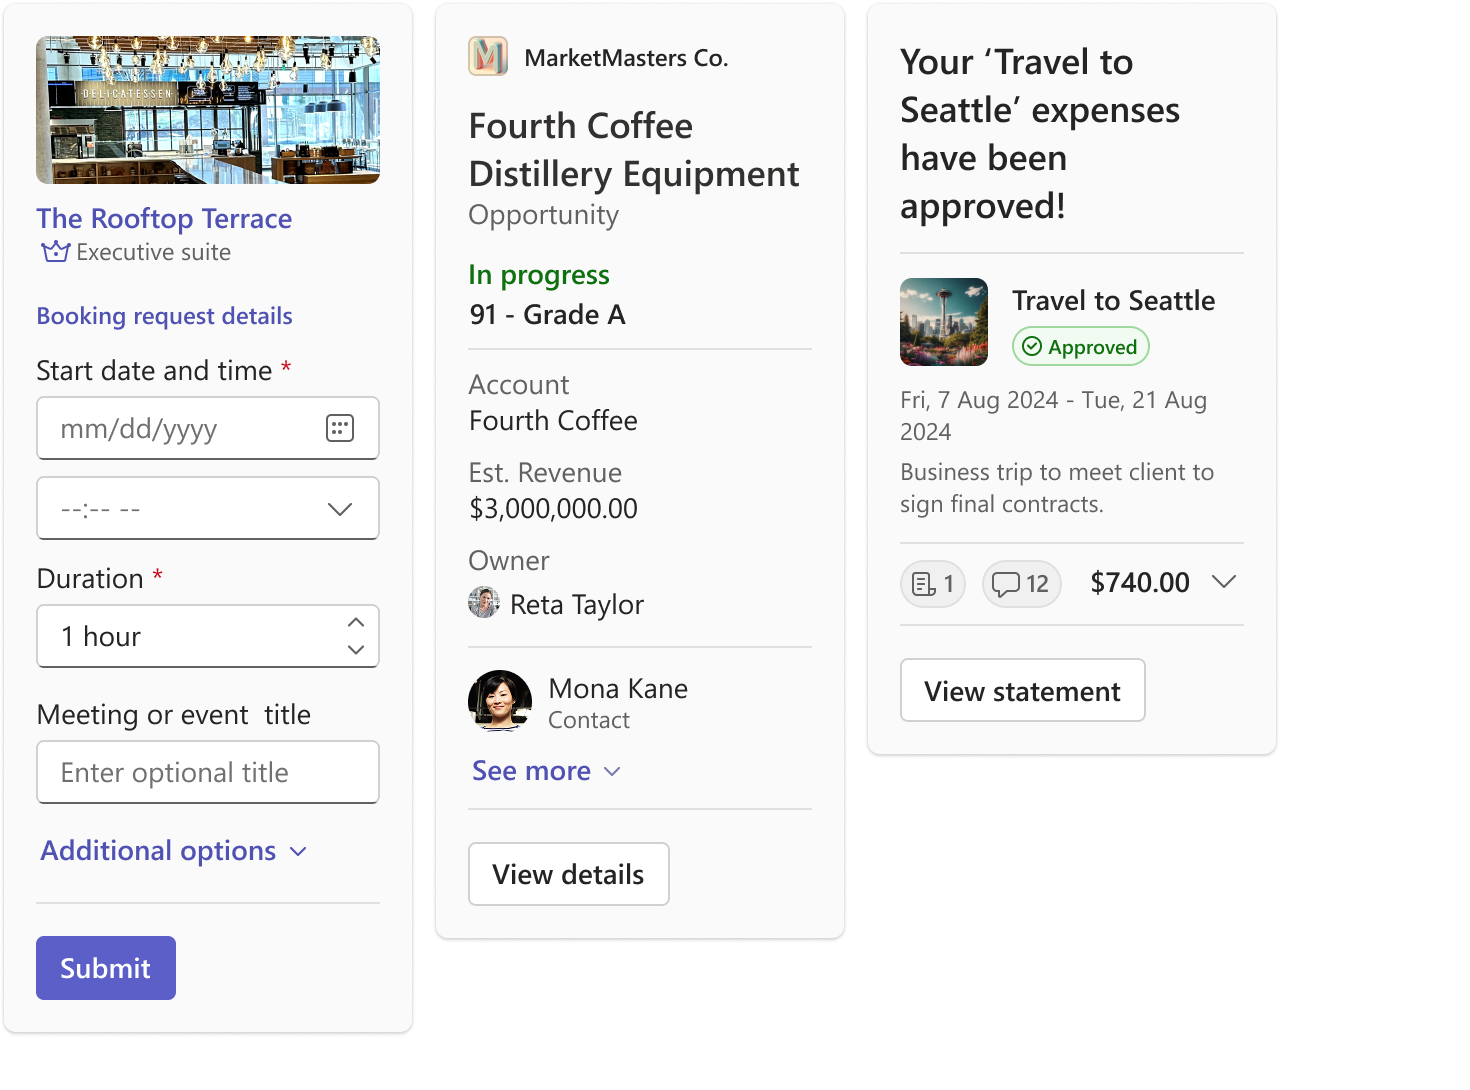 DELICATESSEN
The Rooftop Terrace
Executive suite
Booking request details
Start date and time *
mm/dd/yyyy
--:-- --
Duration *
1 hour
Meeting or event  title
Enter optional title
Additional options
Submit
M
MarketMasters Co.
Fourth Coffee
Distillery Equipment
Opportunity
In progress
91 - Grade A
Account
Fourth Coffee
Est. Revenue
$3,000,000.00
Owner
Reta Taylor
Mona Kane
Contact
See more
View details
Your ‘Travel to
Seattle’ expenses
have been
approved!
Travel to Seattle
Approved
Fri, 7 Aug 2024 - Tue, 21 Aug
2024
Business trip to meet client to
sign final contracts.
1 12 $740.00
View statement